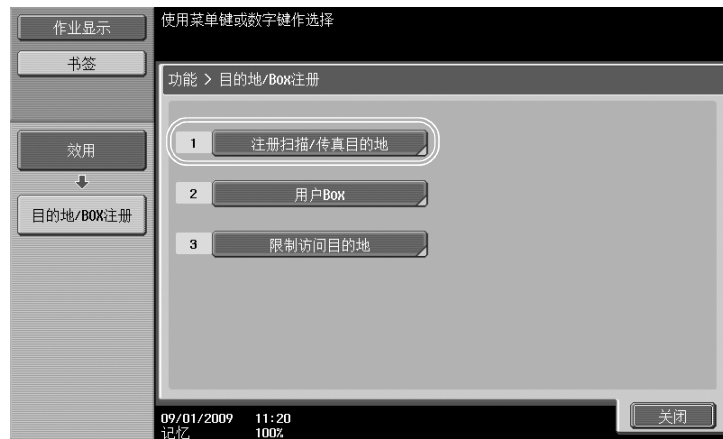 作业显示
使用菜单键或数字键作选择
书签
功能 > 目的地/Box注册
1 注册扫描/传真目的地
效用
2 用户Box
目的地/BOX注册
3 限制访问目的地
09/01/2009 11:20
记忆 100%
关闭